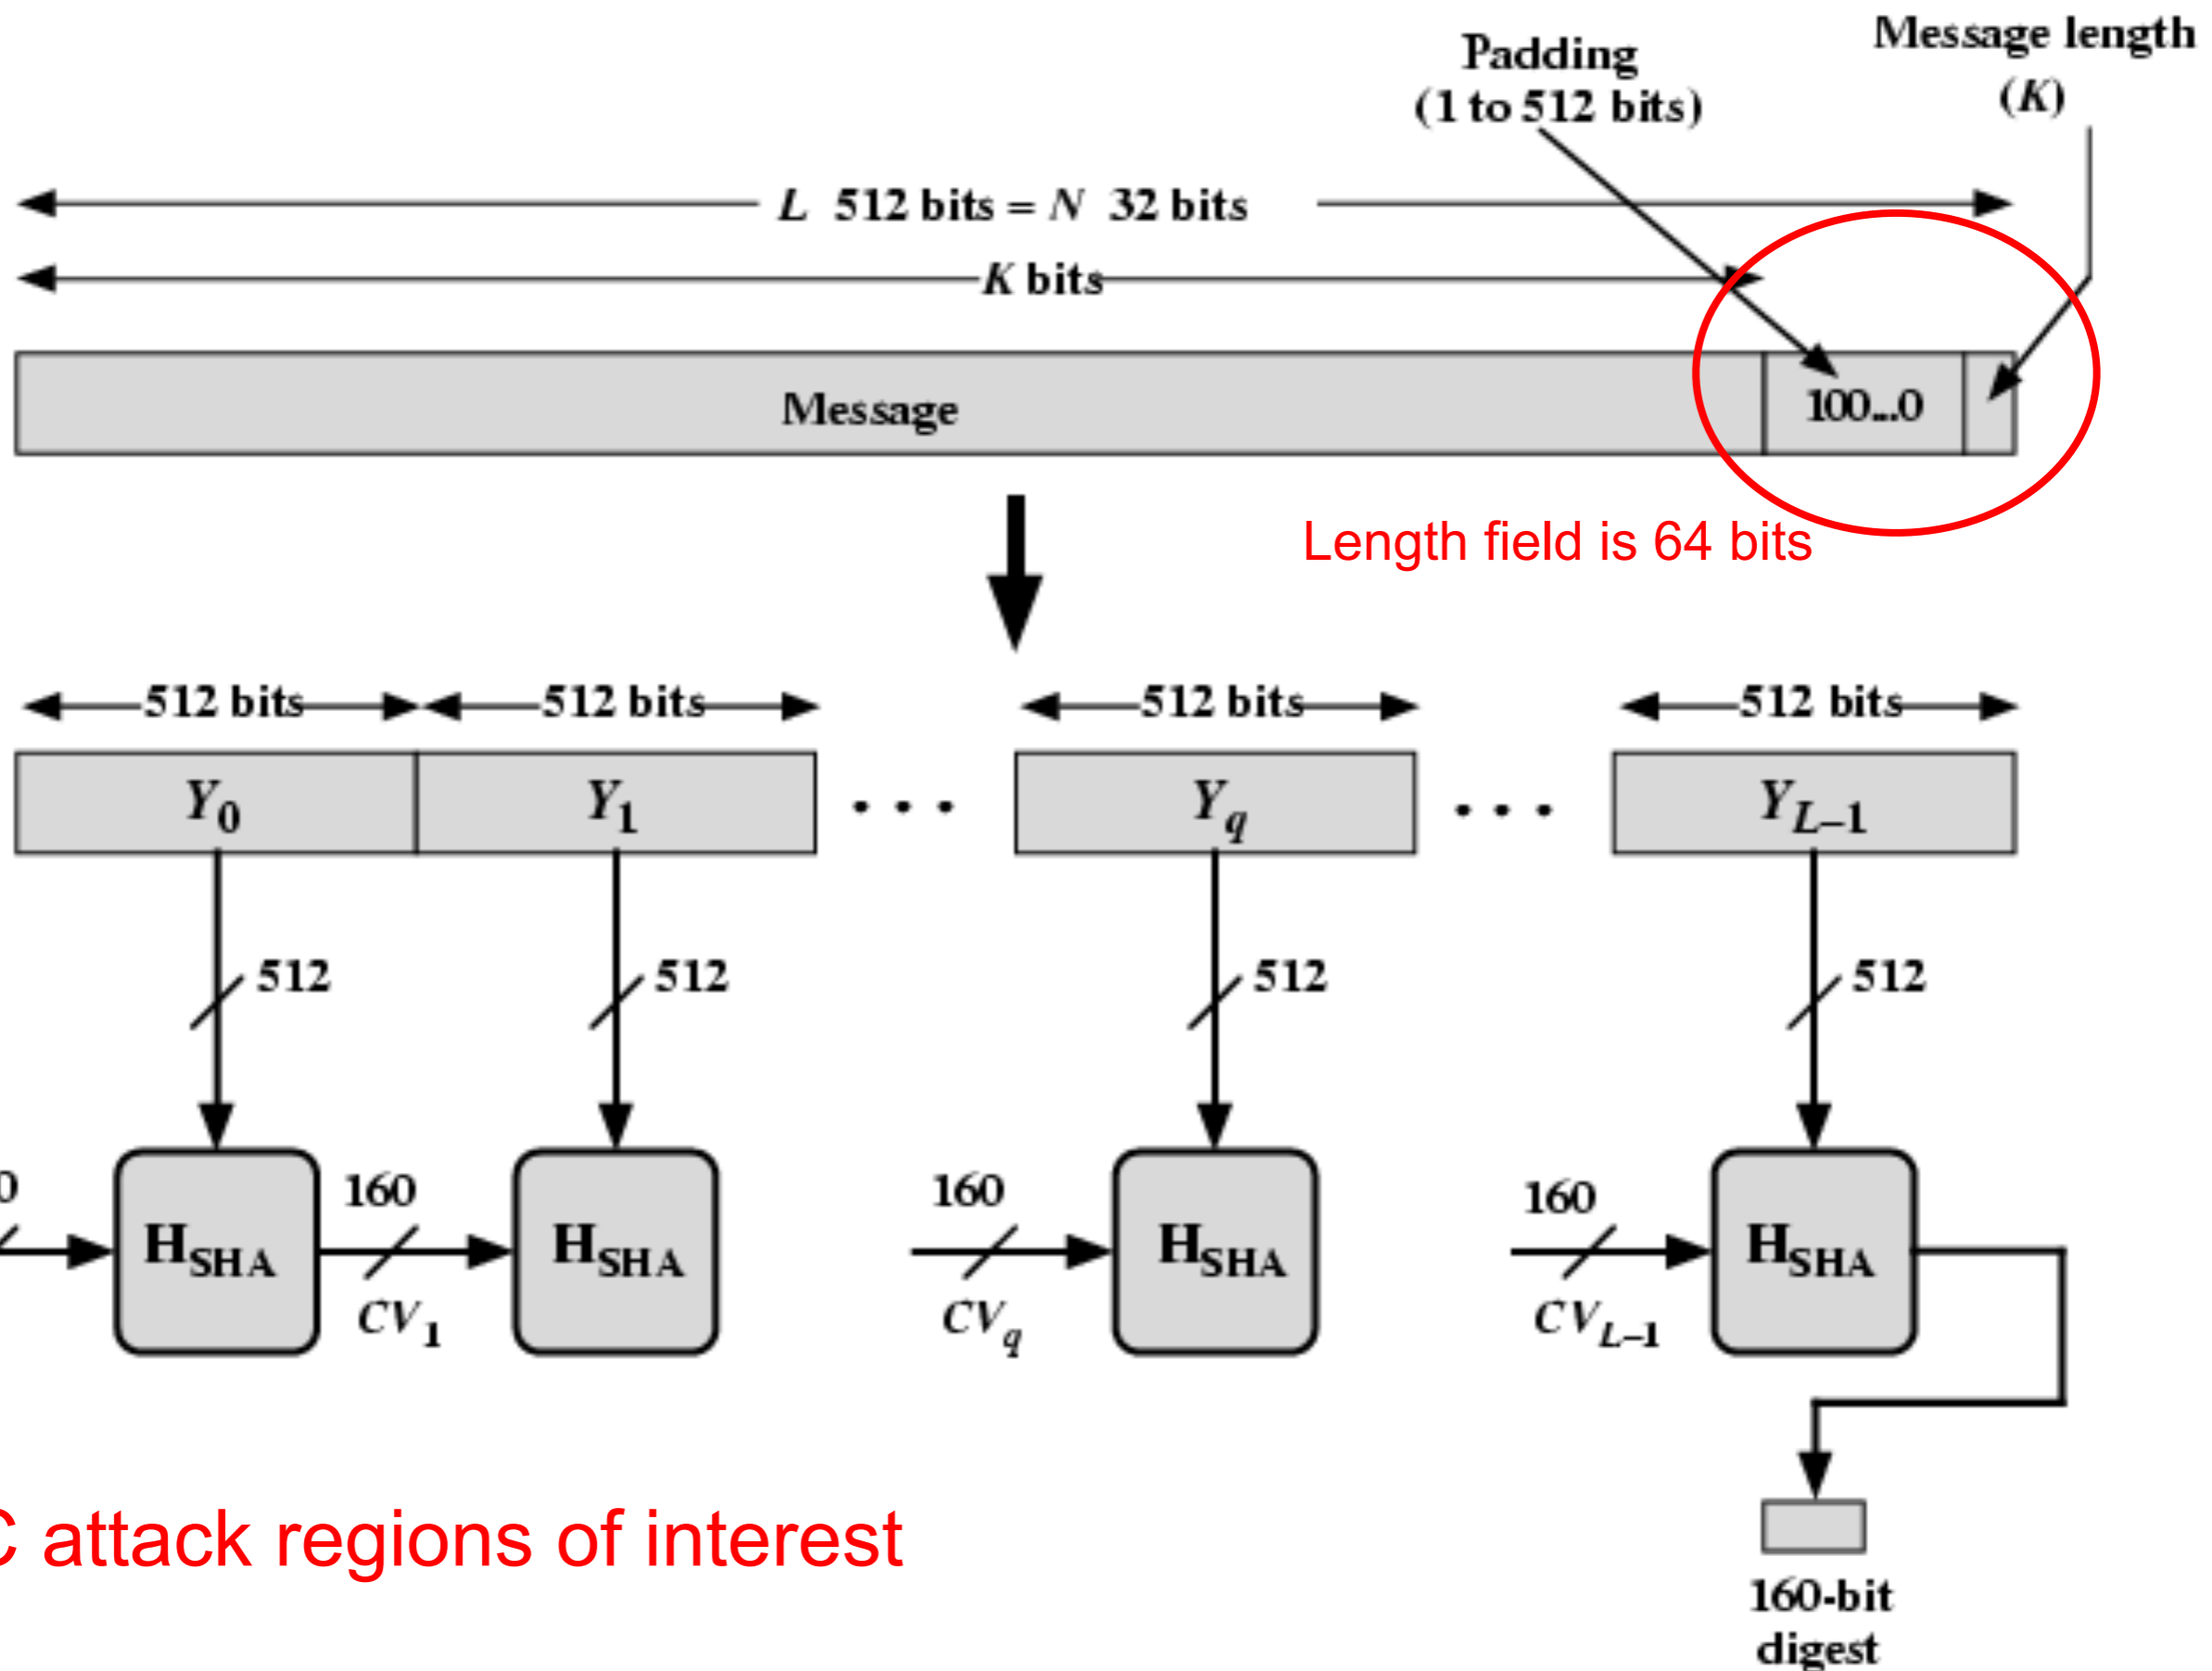 Padding
(1 to 512 bits)
Message length
(K)
L 512 bits = N 32 bits
K bits
Message
100...0
Length field is 64 bits
512 bits 512 bits 512 bits 512 bits
Y0 Y1 ... Yq ... YL–1
512 512 512 512
0 160 160 160
HSHA HSHA HSHA HSHA
CV1 CVq CVL–1
C attack regions of interest
160-bit
digest